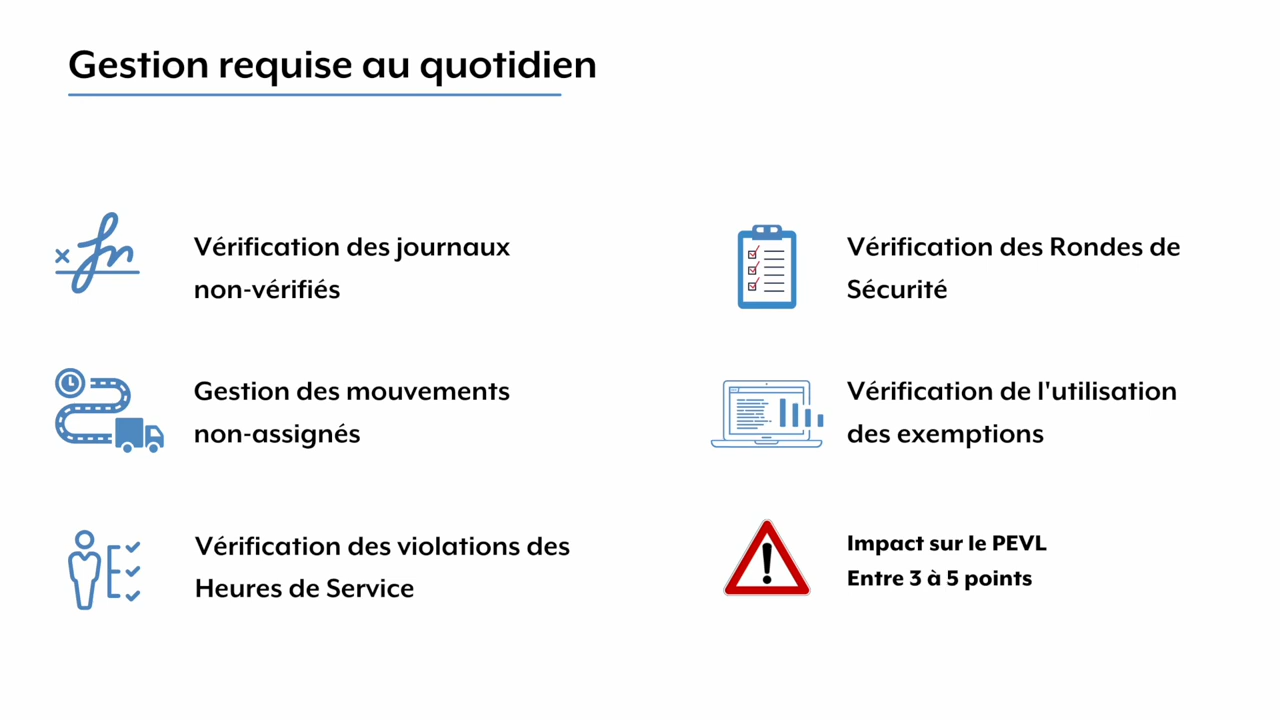 Gestion requise au quotidien
Vérification des journaux
non-vérifiés
Gestion des mouvements
non-assignés
Vérification des violations des
Heures de Service
Vérification des Rondes de
Sécurité
Vérification de l'utilisation
des exemptions
Impact sur le PEVL
Entre 3 à 5 points